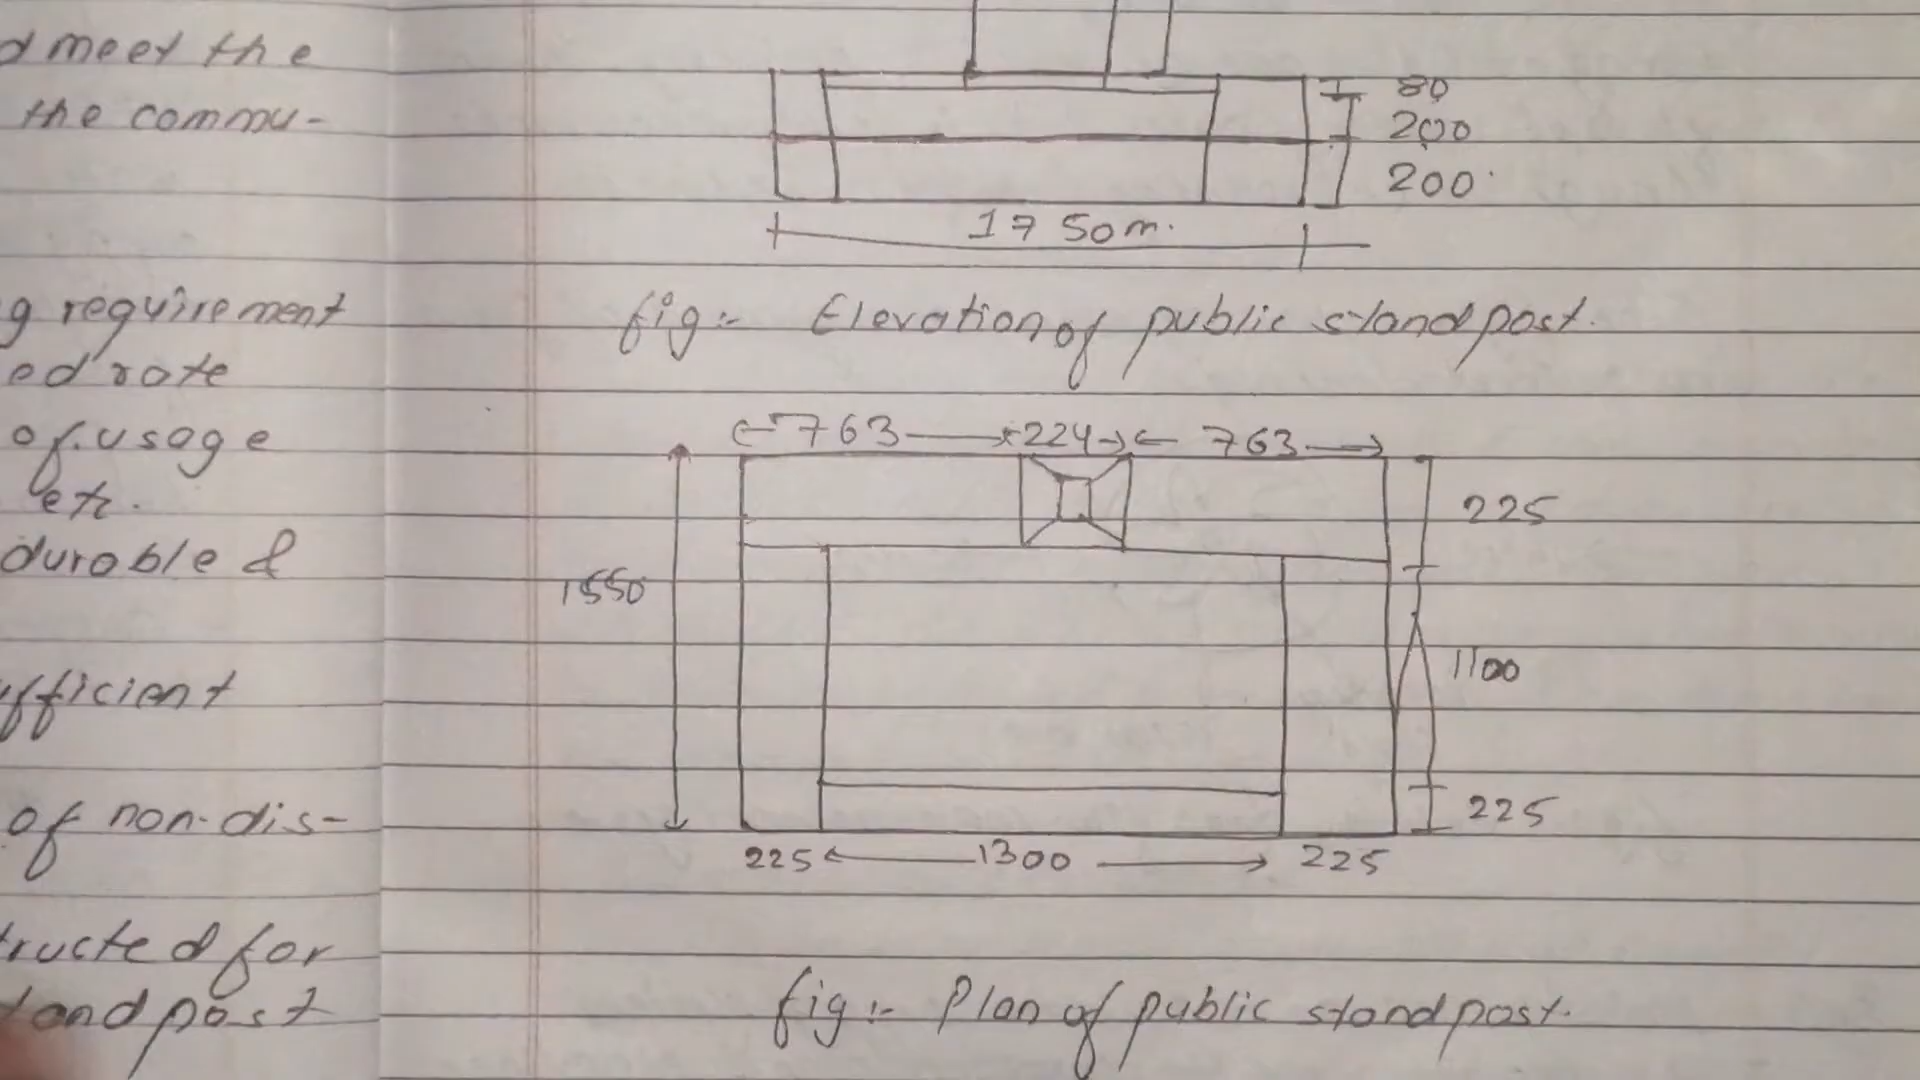 d meet the
the commu-
g requirement
ed rate
of usage
etc.
durable &
fficient
of non-dis-
tructed for
tand post
80
200
200
1750m.
fig:- Elevation of public stand post.
763 224 763
225
1550
1100
225
225 1300 225
fig:- Plan of public stand post.